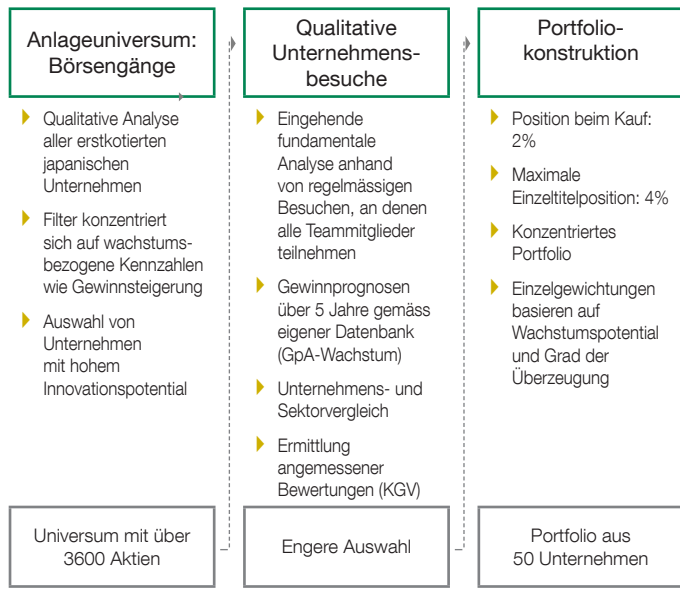 Anlageuniversum:
Börsengänge
Qualitative Analyse
aller erstkotierten
japanischen
Unternehmen
Filter konzentriert
sich auf wachstums-
bezogene Kennzahlen
wie Gewinnsteigerung
Auswahl von
Unternehmen
mit hohem
Innovationspotential
Universum mit über
3600 Aktien
Qualitative
Unternehmens-
besuche
Eingehende
fundamentale
Analyse anhand
von regelmässigen
Besuchen, an denen
alle Teammitglieder
teilnehmen
Gewinnprognosen
über 5 Jahre gemäss
eigener Datenbank
(GpA-Wachstum)
Unternehmens- und
Sektorvergleich
Ermittlung
angemessener
Bewertungen (KGV)
Engere Auswahl
Portfolio-
konstruktion
Position beim Kauf:
2%
Maximale
Einzeltitelposition: 4%
Konzentriertes
Portfolio
Einzelgewichtungen
basieren auf
Wachstumspotential
und Grad der
Überzeugung
Portfolio aus
50 Unternehmen